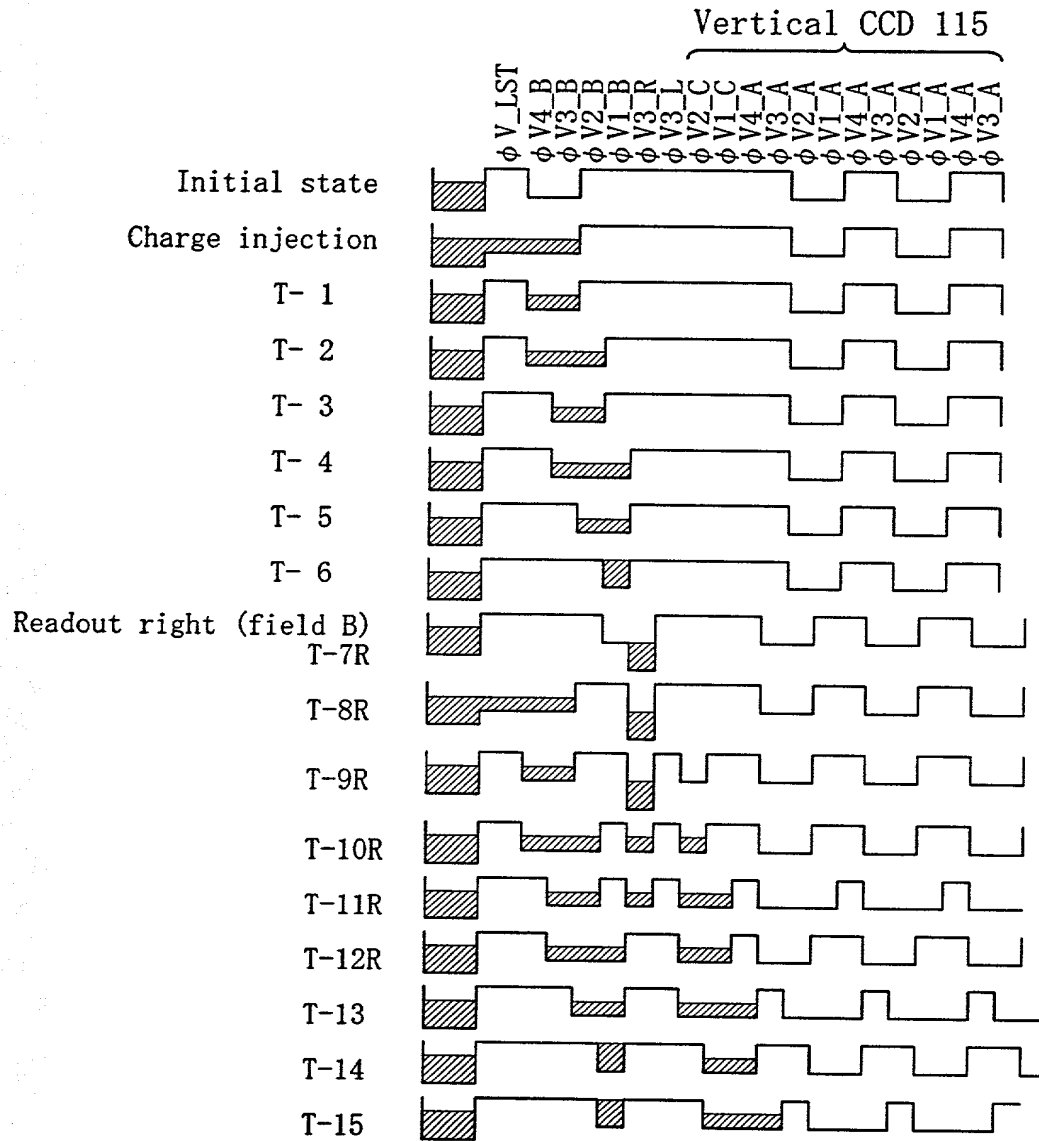 Vertical CCD 115
φV_LST
φV4_B
φV3_B
φV2_B
φV1_B
φV3_R
φV3_L
φV2_C
φV1_C
φV4_A
φV3_A
φV2_A
φV1_A
φV4_A
φV3_A
φV2_A
φV1_A
φV4_A
φV3_A
Initial state
Charge injection
T- 1
T- 2
T- 3
T- 4
T- 5
T- 6
Readout right (field B)
T-7R
T-8R
T-9R
T-10R
T-11R
T-12R
T-13
T-14
T-15